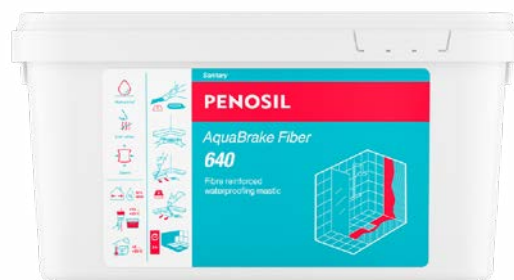 Sanitary
PENOSIL
AquaBrake Fiber
640
Fibre reinforced
waterproofing mastic